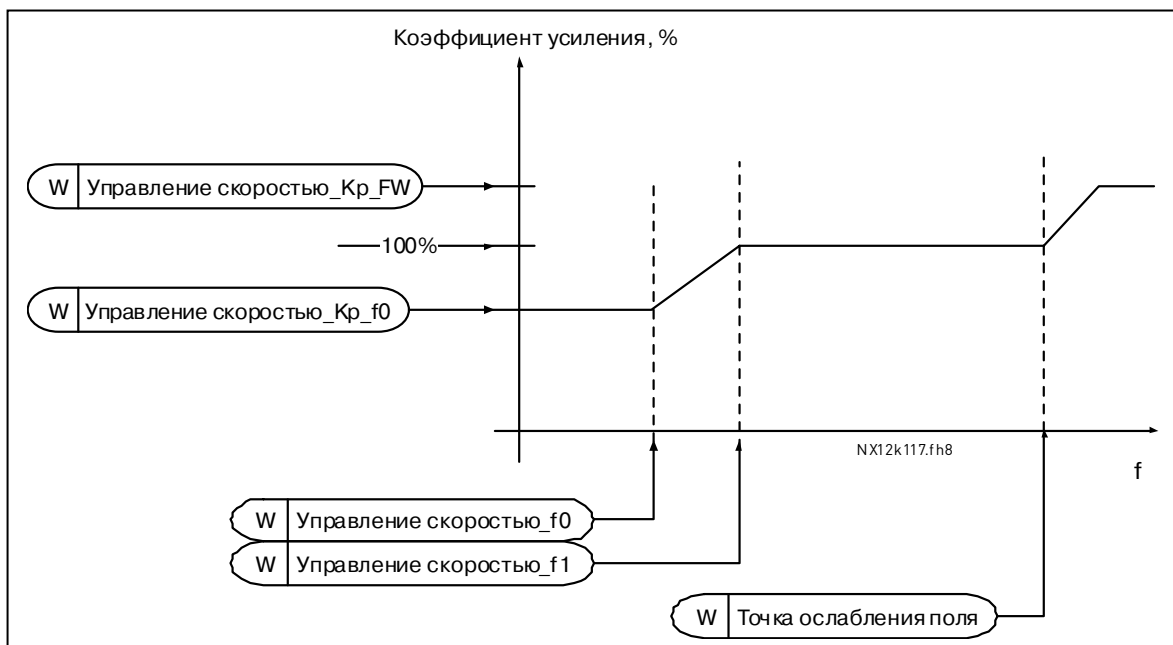 Коэффициент усиления, %
W Управление скоростью_Kp_FW
100%
W Управление скоростью_Kp_f0
NX12k117.fh8
f
W Управление скоростью_f0
W Управление скоростью_f1
W Точка ослабления поля